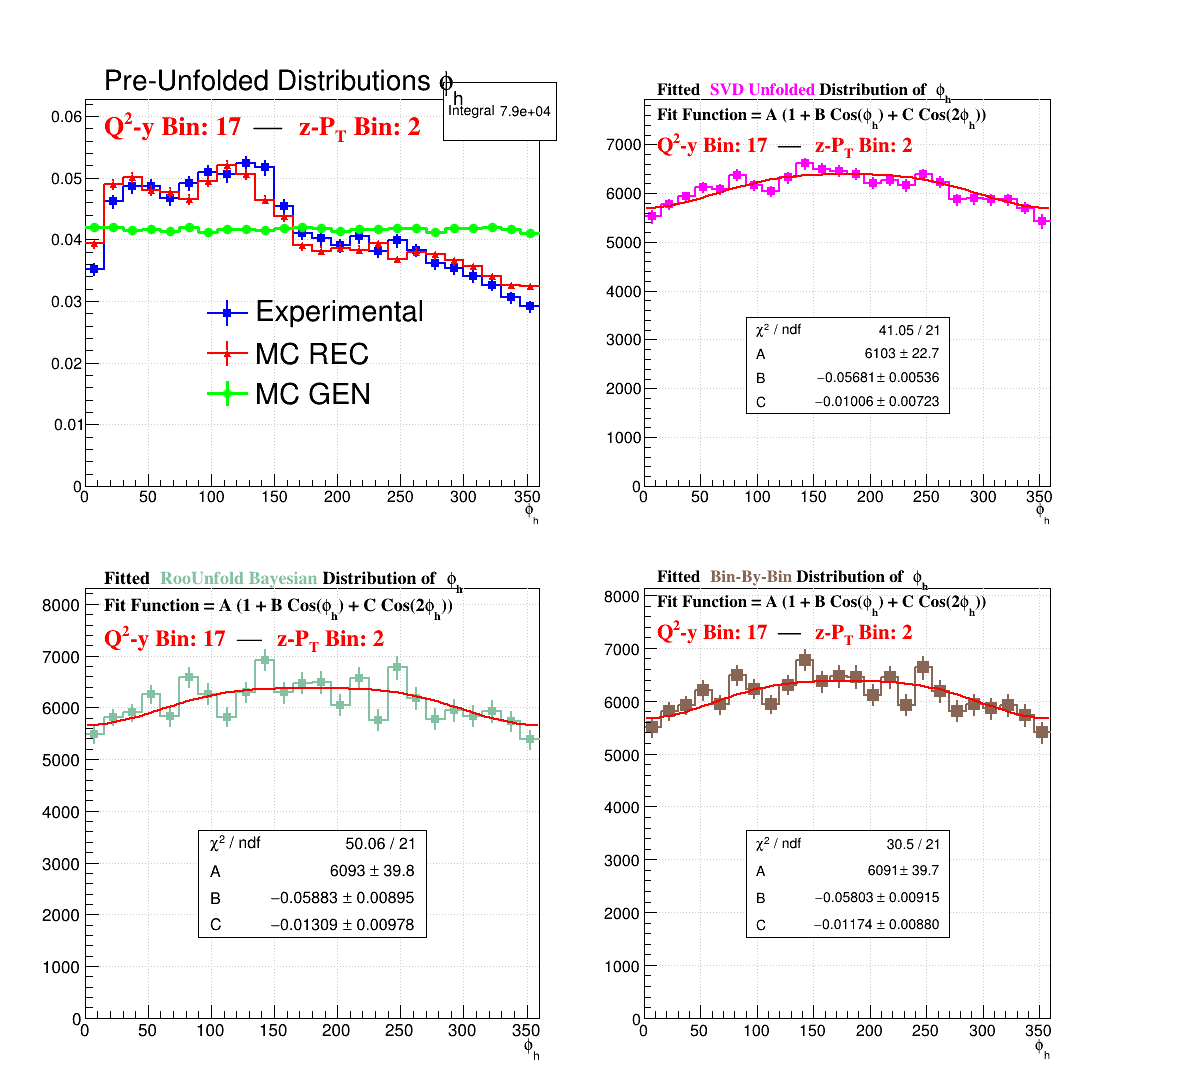 Pre-Unfolded Distributions ϕh
Integral 7.9e+04
Q²-y Bin: 17 — z-PT Bin: 2
0.06
0.05
0.04
0.03
0.02
0.01
0
Experimental
MC REC
MC GEN
0 50 100 150 200 250 300 350
ϕh
Fitted SVD Unfolded Distribution of ϕh
Fit Function = A (1 + B Cos(ϕh) + C Cos(2ϕh))
Q²-y Bin: 17 — z-PT Bin: 2
7000
6000
5000
4000
3000
2000
1000
0
χ² / ndf 41.05 / 21
A 6103 ± 22.7
B −0.05681 ± 0.00536
C −0.01006 ± 0.00723
0 50 100 150 200 250 300 350
ϕh
Fitted RooUnfold Bayesian Distribution of ϕh
Fit Function = A (1 + B Cos(ϕh) + C Cos(2ϕh))
Q²-y Bin: 17 — z-PT Bin: 2
8000
7000
6000
5000
4000
3000
2000
1000
0
χ² / ndf 50.06 / 21
A 6093 ± 39.8
B −0.05883 ± 0.00895
C −0.01309 ± 0.00978
0 50 100 150 200 250 300 350
ϕh
Fitted Bin-By-Bin Distribution of ϕh
Fit Function = A (1 + B Cos(ϕh) + C Cos(2ϕh))
Q²-y Bin: 17 — z-PT Bin: 2
8000
7000
6000
5000
4000
3000
2000
1000
0
χ² / ndf 30.5 / 21
A 6091 ± 39.7
B −0.05803 ± 0.00915
C −0.01174 ± 0.00880
0 50 100 150 200 250 300 350
ϕh